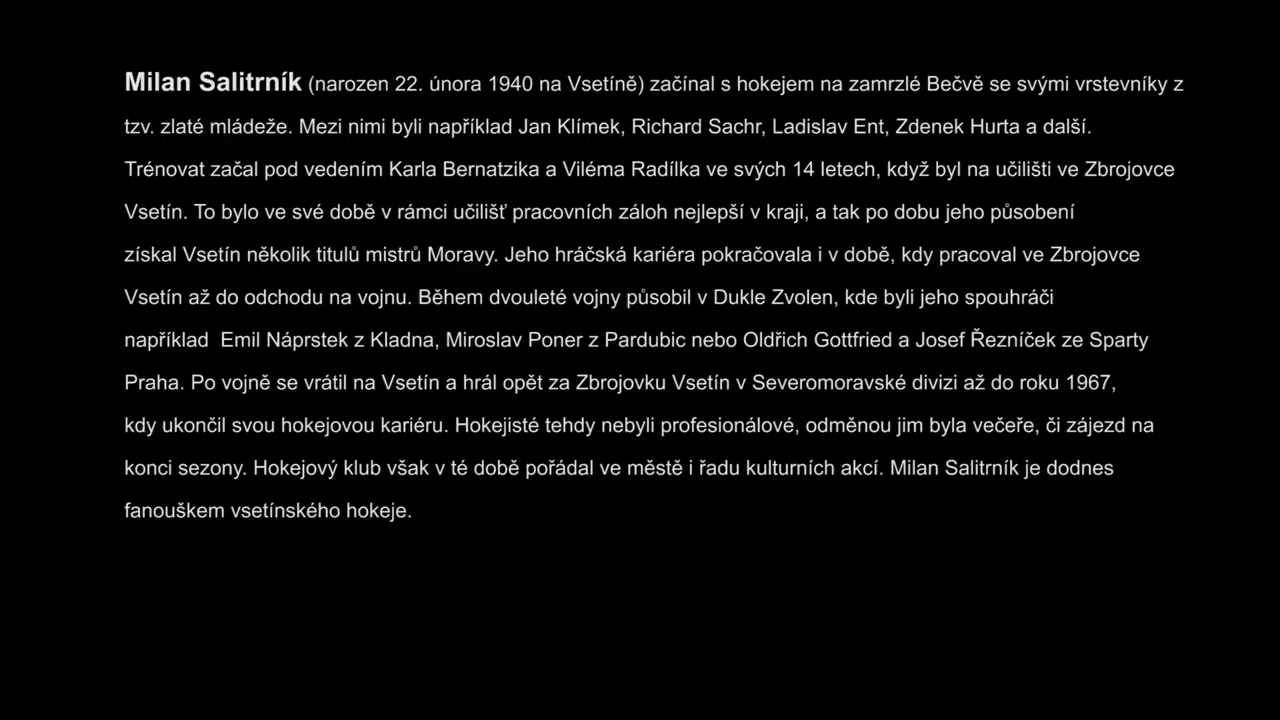 Milan Salitrník (narozen 22. února 1940 na Vsetíně) začínal s hokejem na zamrzlé Bečvě se svými vrstevníky z
tzv. zlaté mládeže. Mezi nimi byli například Jan Klímek, Richard Sachr, Ladislav Ent, Zdenek Hurta a další.
Trénovat začal pod vedením Karla Bernatzika a Viléma Radílka ve svých 14 letech, když byl na učilišti ve Zbrojovce
Vsetín. To bylo ve své době v rámci učilišť pracovních záloh nejlepší v kraji, a tak po dobu jeho působení
získal Vsetín několik titulů mistrů Moravy. Jeho hráčská kariéra pokračovala i v době, kdy pracoval ve Zbrojovce
Vsetín až do odchodu na vojnu. Během dvouleté vojny působil v Dukle Zvolen, kde byli jeho spouhráči
například  Emil Náprstek z Kladna, Miroslav Poner z Pardubic nebo Oldřich Gottfried a Josef Řezníček ze Sparty
Praha. Po vojně se vrátil na Vsetín a hrál opět za Zbrojovku Vsetín v Severomoravské divizi až do roku 1967,
kdy ukončil svou hokejovou kariéru. Hokejisté tehdy nebyli profesionálové, odměnou jim byla večeře, či zájezd na
konci sezony. Hokejový klub však v té době pořádal ve městě i řadu kulturních akcí. Milan Salitrník je dodnes
fanouškem vsetínského hokeje.